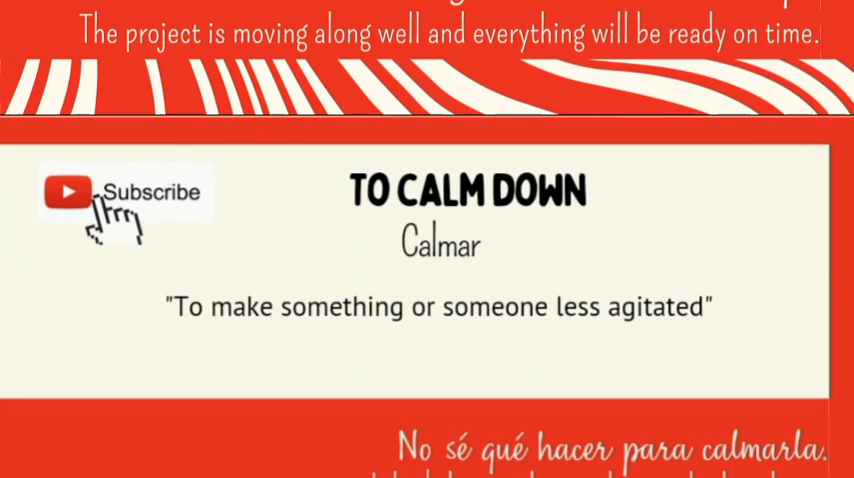 The project is moving along well and everything will be ready on time.
Subscribe
TO CALM DOWN
Calmar
"To make something or someone less agitated"
No sé qué hacer para calmarla.